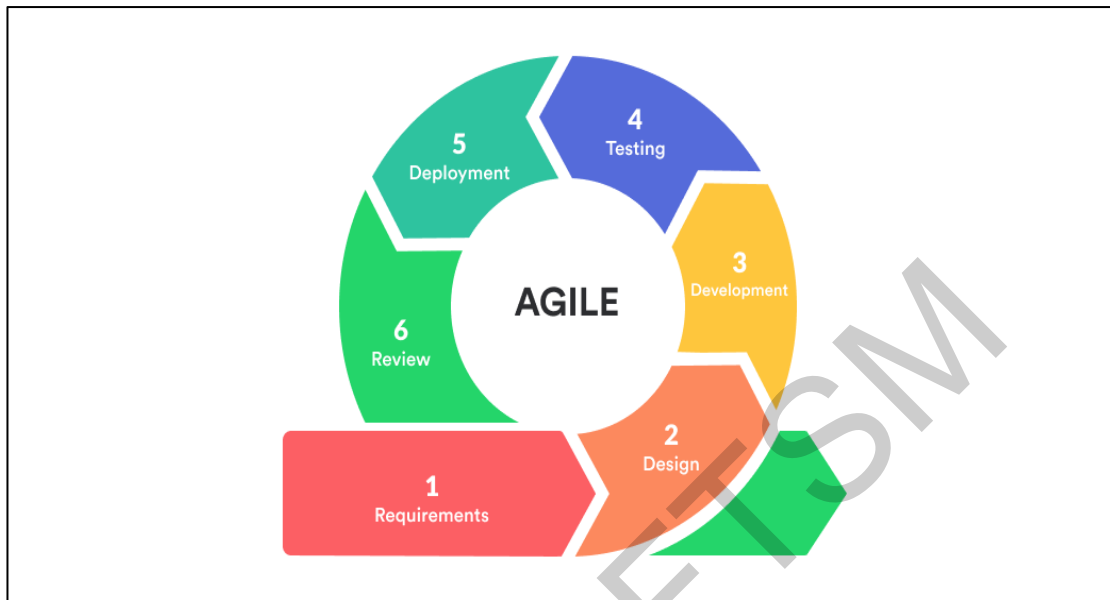 4
Testing
5
Deployment
3
Development
AGILE
6
Review
2
Design
1
Requirements
ETSM